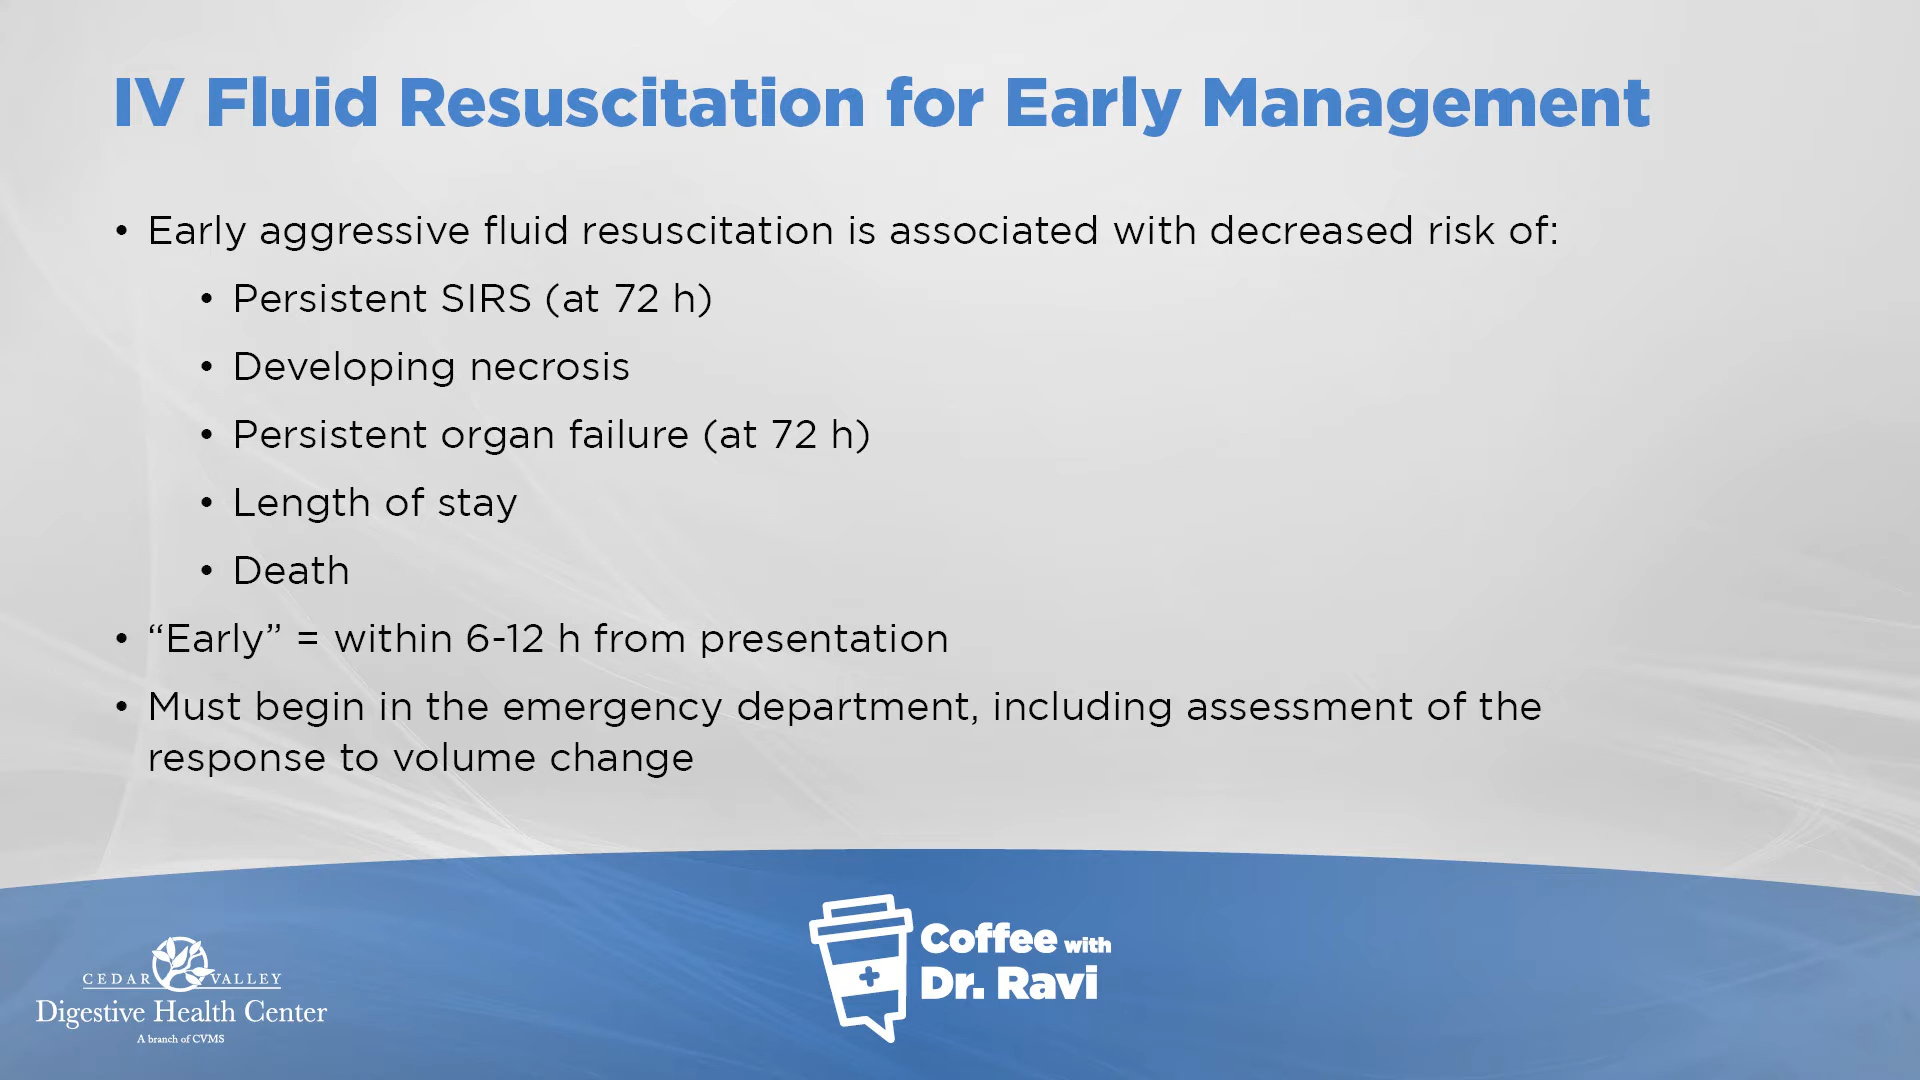 IV Fluid Resuscitation for Early Management
• Early aggressive fluid resuscitation is associated with decreased risk of:
• Persistent SIRS (at 72 h)
• Developing necrosis
• Persistent organ failure (at 72 h)
• Length of stay
• Death
• “Early” = within 6-12 h from presentation
• Must begin in the emergency department, including assessment of the
response to volume change
CEDAR VALLEY
Digestive Health Center
A branch of CVMS
Coffee with
Dr. Ravi